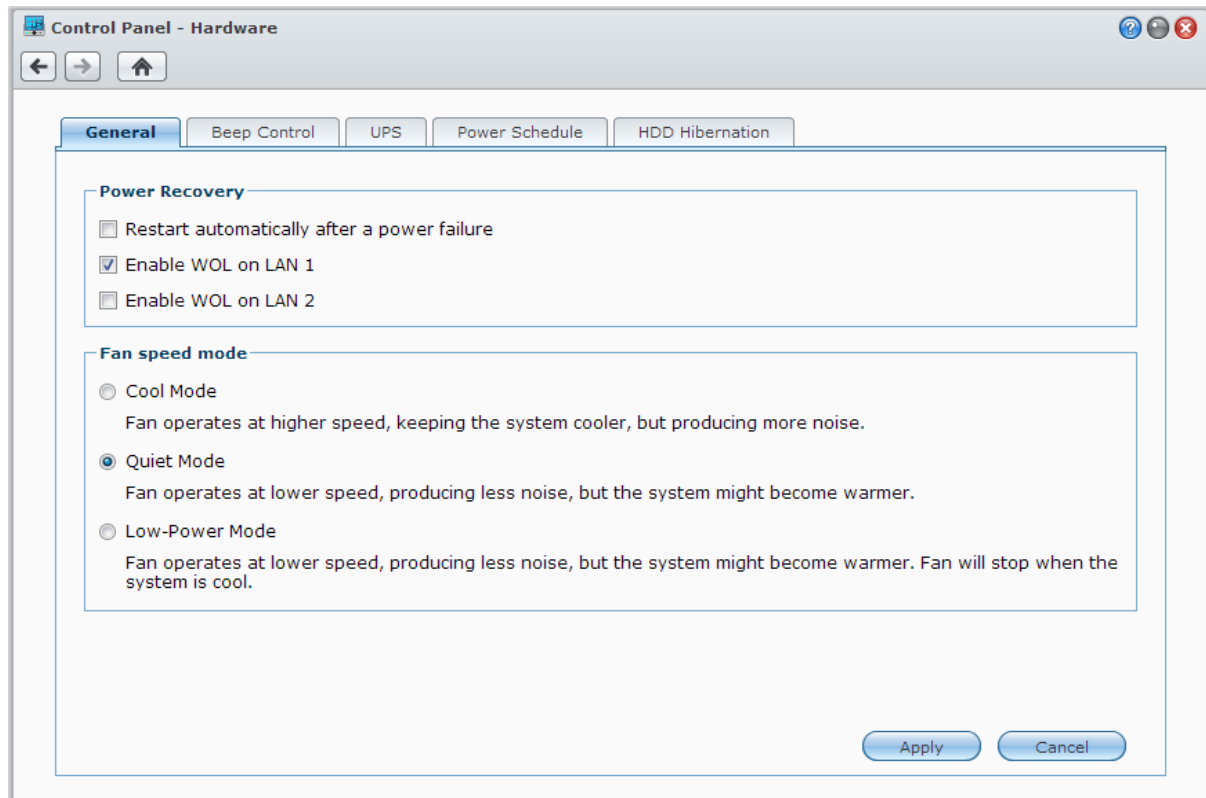 Control Panel - Hardware
General
Beep Control
UPS
Power Schedule
HDD Hibernation
Power Recovery
Restart automatically after a power failure
Enable WOL on LAN 1
Enable WOL on LAN 2
Fan speed mode
Cool Mode
Fan operates at higher speed, keeping the system cooler, but producing more noise.
Quiet Mode
Fan operates at lower speed, producing less noise, but the system might become warmer.
Low-Power Mode
Fan operates at lower speed, producing less noise, but the system might become warmer. Fan will stop when the
system is cool.
Apply
Cancel